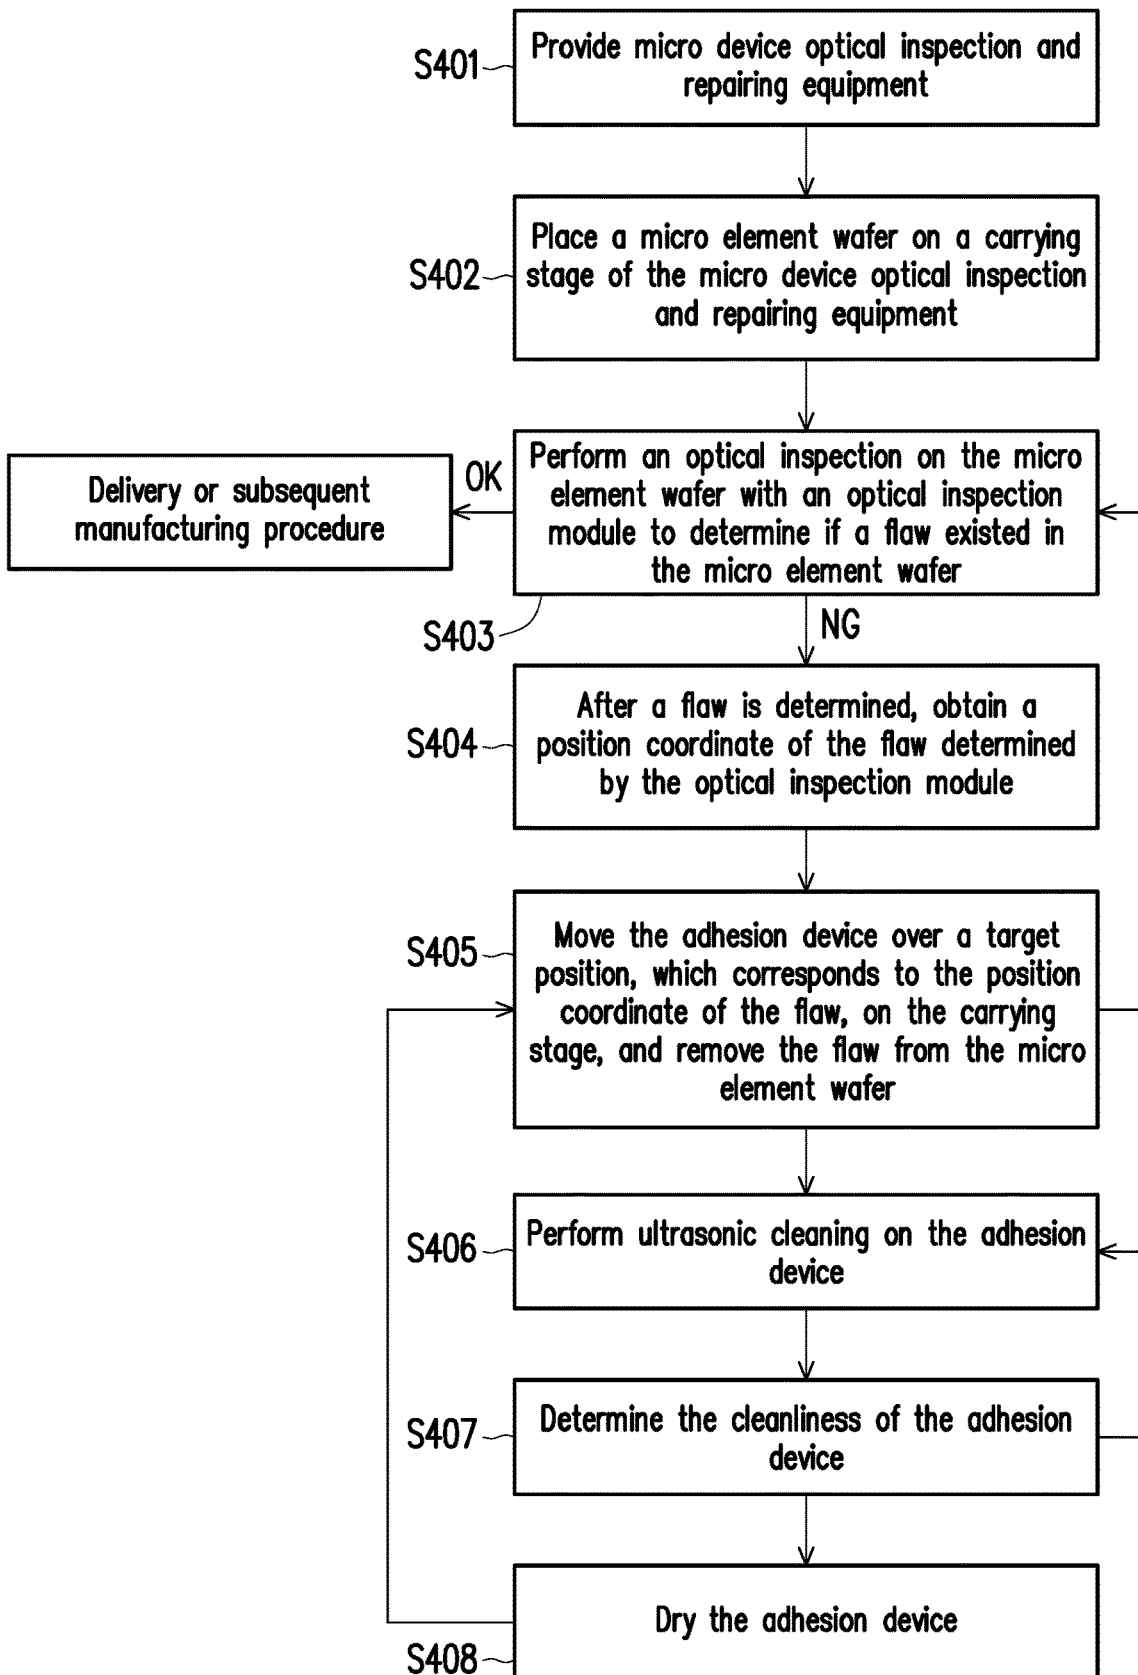 S401
Provide micro device optical inspection and
repairing equipment
S402
Place a micro element wafer on a carrying
stage of the micro device optical inspection
and repairing equipment
Delivery or subsequent
manufacturing procedure
OK
Perform an optical inspection on the micro
element wafer with an optical inspection
module to determine if a flaw existed in
the micro element wafer
S403
NG
S404
After a flaw is determined, obtain a
position coordinate of the flaw determined
by the optical inspection module
S405
Move the adhesion device over a target
position, which corresponds to the position
coordinate of the flaw, on the carrying
stage, and remove the flaw from the micro
element wafer
S406
Perform ultrasonic cleaning on the adhesion
device
S407
Determine the cleanliness of the adhesion
device
Dry the adhesion device
S408